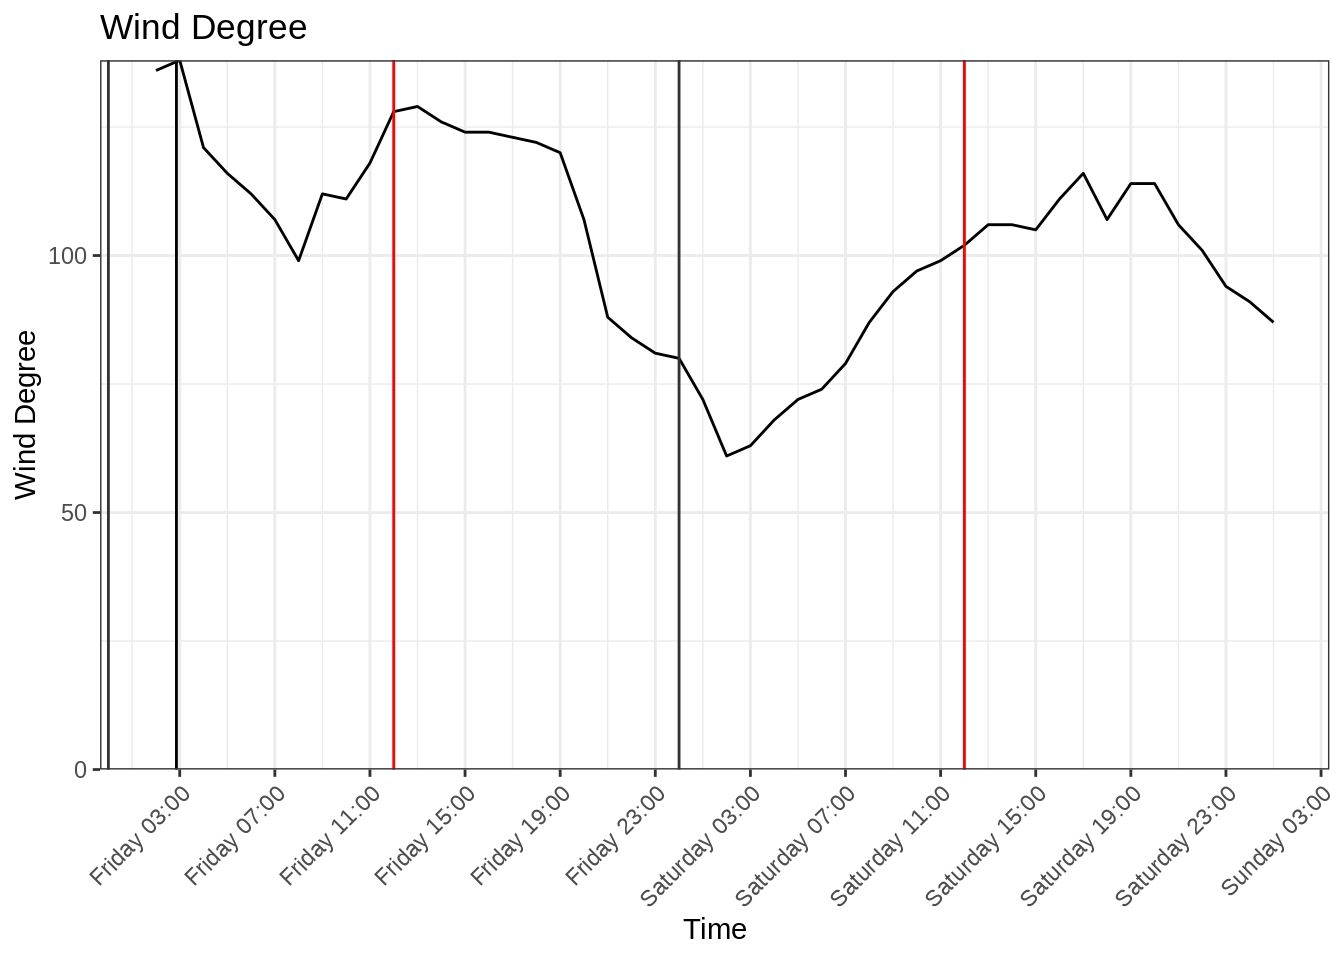 Wind Degree
Wind Degree
100
50
0
Friday 03:00
Friday 07:00
Friday 11:00
Friday 15:00
Friday 19:00
Friday 23:00
Saturday 03:00
Saturday 07:00
Saturday 11:00
Saturday 15:00
Saturday 19:00
Saturday 23:00
Sunday 03:00
Time